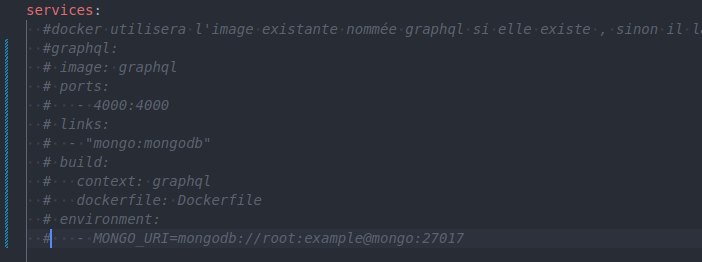 services:
#docker utilisera l'image existante nommée graphql si elle existe , sinon il
#graphql:
# image: graphql
# ports:
#   - 4000:4000
# links:
#  - "mongo:mongodb"
# build:
#   context: graphql
#   dockerfile: Dockerfile
# environment:
#   - MONGO_URI=mongodb://root:example@mongo:27017